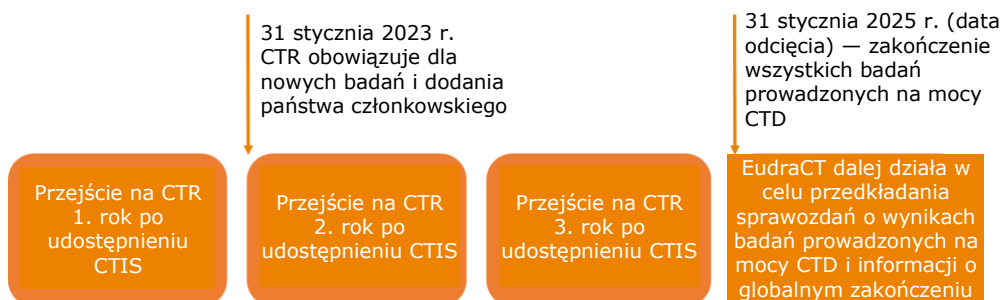 31 stycznia 2023 r.
CTR obowiązuje dla
nowych badań i dodania
państwa członkowskiego
31 stycznia 2025 r. (data
odcięcia) — zakończenie
wszystkich badań
prowadzonych na mocy
CTD
Przejście na CTR
1. rok po
udostępnieniu
CTIS
Przejście na CTR
2. rok po
udostępnieniu CTIS
Przejście na CTR
3. rok po
udostępnieniu CTIS
EudraCT dalej działa w
celu przedkładania
sprawozdań o wynikach
badań prowadzonych na
mocy CTD i informacji o
globalnym zakończeniu